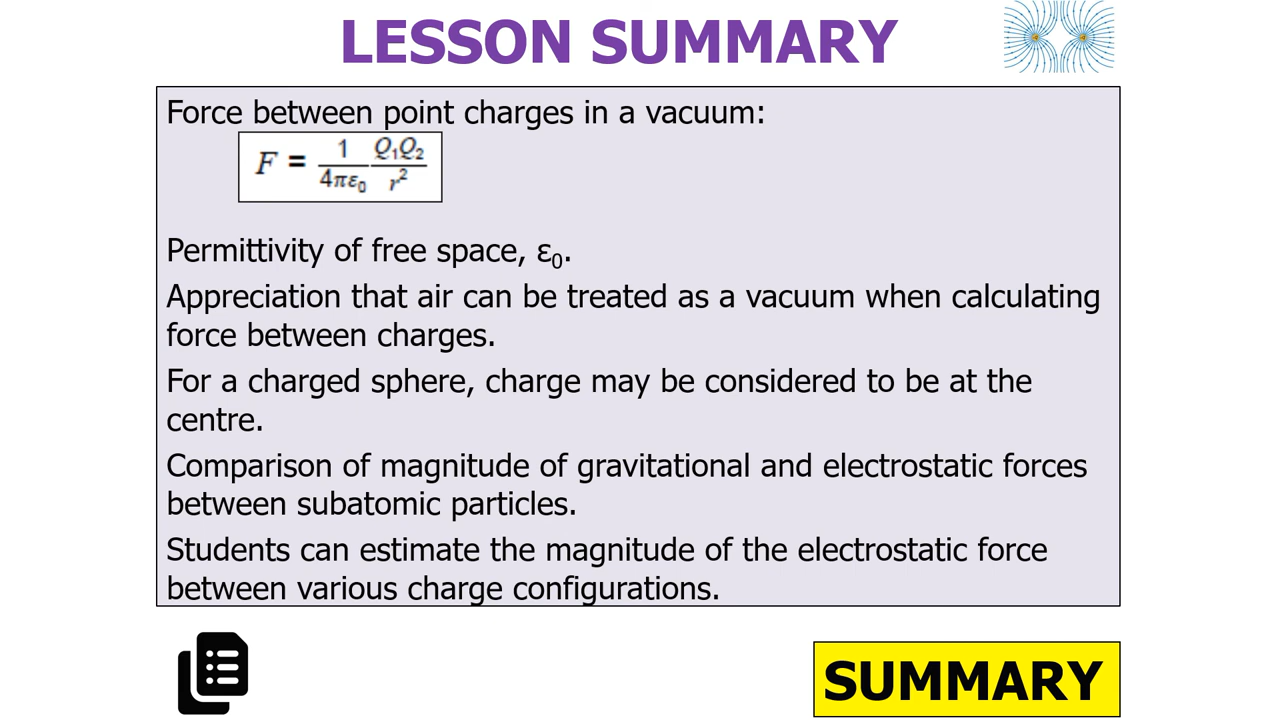 LESSON SUMMARY
Force between point charges in a vacuum:
F = 1/4πε₀ Q₁Q₂/r²
Permittivity of free space, ε₀.
Appreciation that air can be treated as a vacuum when calculating
force between charges.
For a charged sphere, charge may be considered to be at the
centre.
Comparison of magnitude of gravitational and electrostatic forces
between subatomic particles.
Students can estimate the magnitude of the electrostatic force
between various charge configurations.
SUMMARY